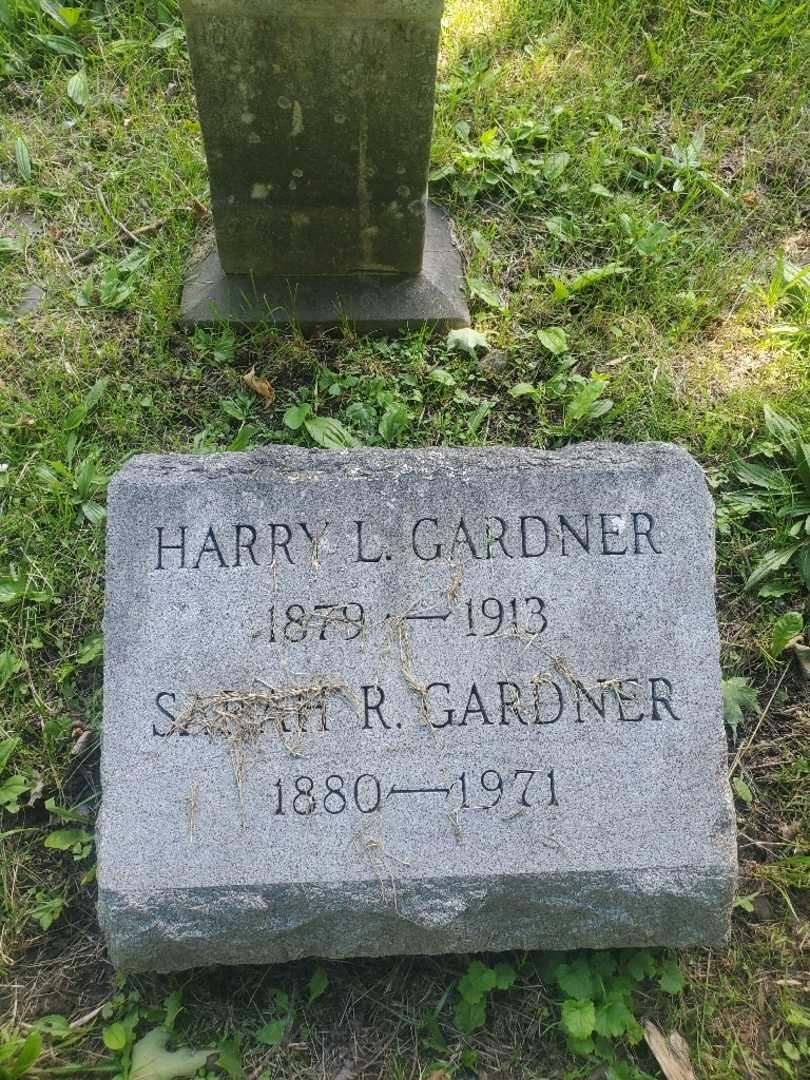 HARRY L. GARDNER
1879 — 1913
SARAH R. GARDNER
1880 — 1971